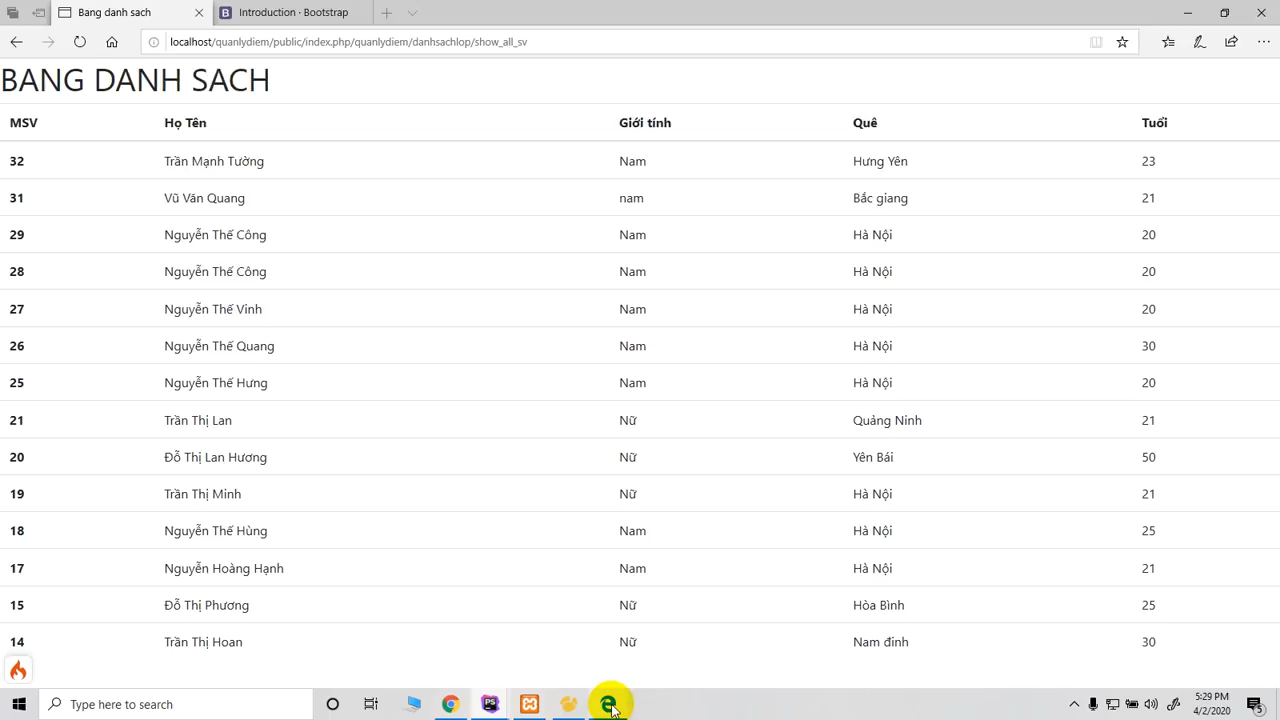 Bang danh sach
Introduction · Bootstrap
localhost/quanlydiem/public/index.php/quanlydiem/danhsachlop/show_all_sv
BANG DANH SACH
MSV Họ Tên Giới tính Quê Tuổi
32 Trần Mạnh Tường Nam Hưng Yên 23
31 Vũ Văn Quang nam Bắc giang 21
29 Nguyễn Thế Công Nam Hà Nội 20
28 Nguyễn Thế Công Nam Hà Nội 20
27 Nguyễn Thế Vinh Nam Hà Nội 20
26 Nguyễn Thế Quang Nam Hà Nội 30
25 Nguyễn Thế Hưng Nam Hà Nội 20
21 Trần Thị Lan Nữ Quảng Ninh 21
20 Đỗ Thị Lan Hương Nữ Yên Bái 50
19 Trần Thị Minh Nữ Hà Nội 21
18 Nguyễn Thế Hùng Nam Hà Nội 25
17 Nguyễn Hoàng Hạnh Nam Hà Nội 21
15 Đỗ Thị Phương Nữ Hòa Bình 25
14 Trần Thị Hoan Nữ Nam đinh 30
B
PS
Type here to search
5:29 PM
4/2/2020
5